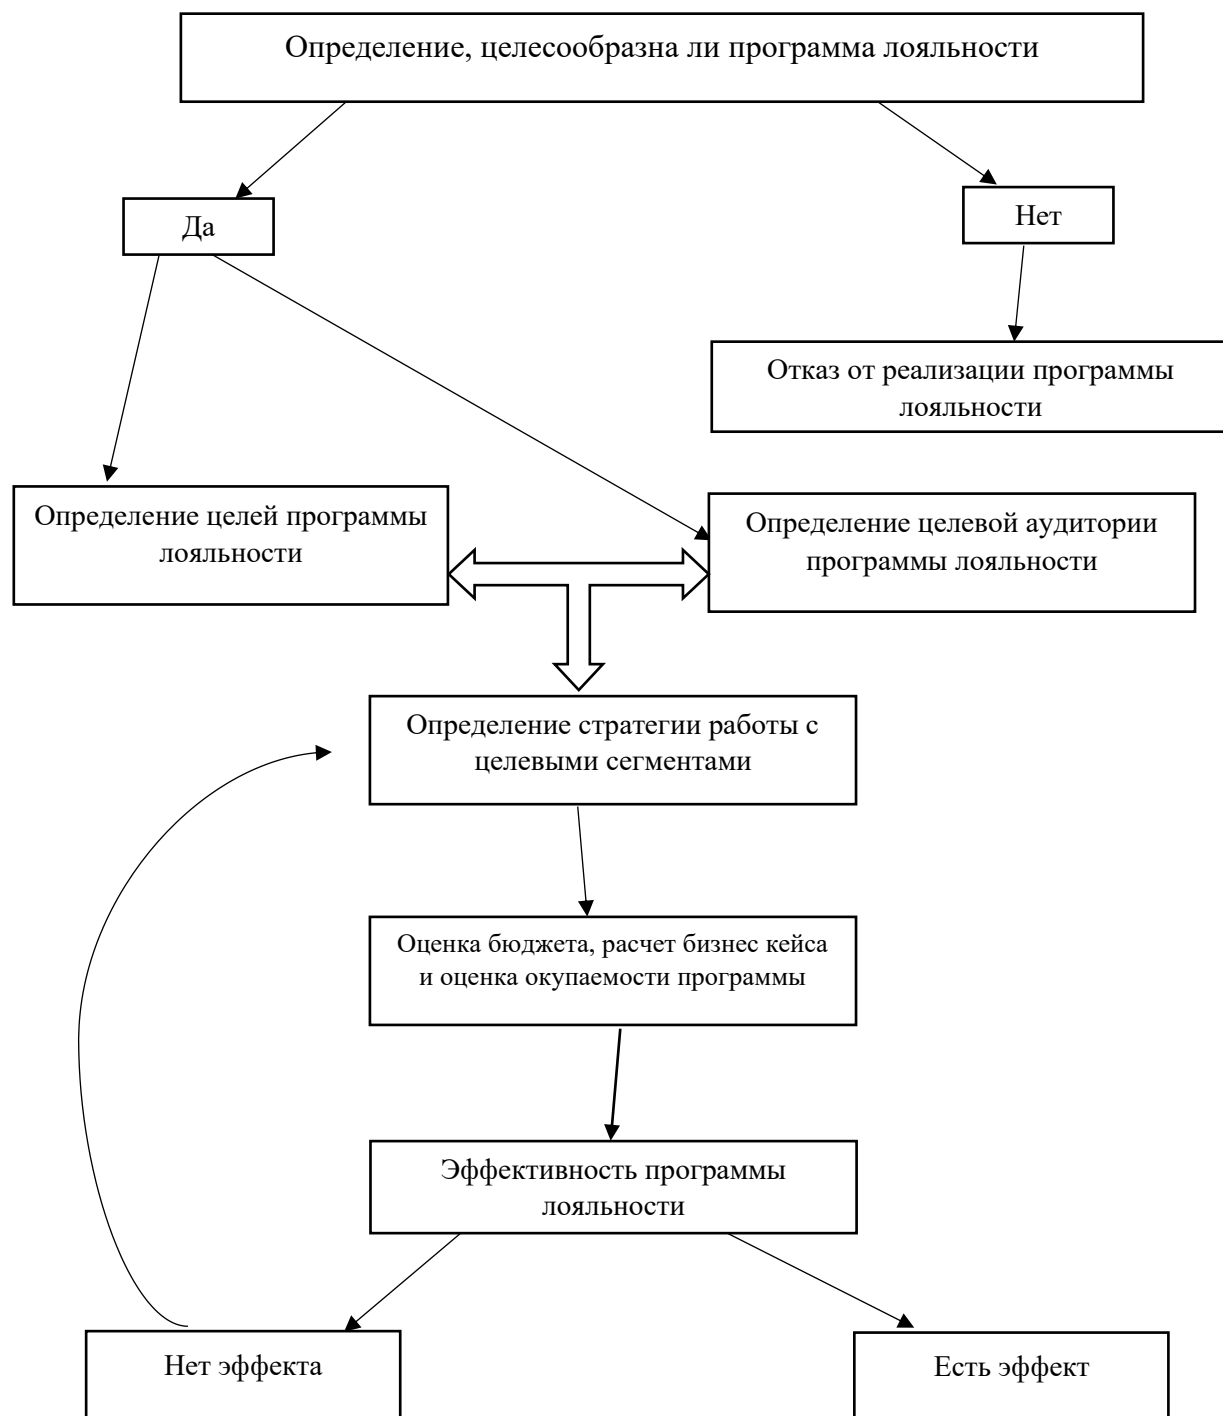 Определение, целесообразна ли программа лояльности
Да
Нет
Отказ от реализации программы
лояльности
Определение целей программы
лояльности
Определение целевой аудитории
программы лояльности
Определение стратегии работы с
целевыми сегментами
Оценка бюджета, расчет бизнес кейса
и оценка окупаемости программы
Эффективность программы
лояльности
Нет эффекта
Есть эффект